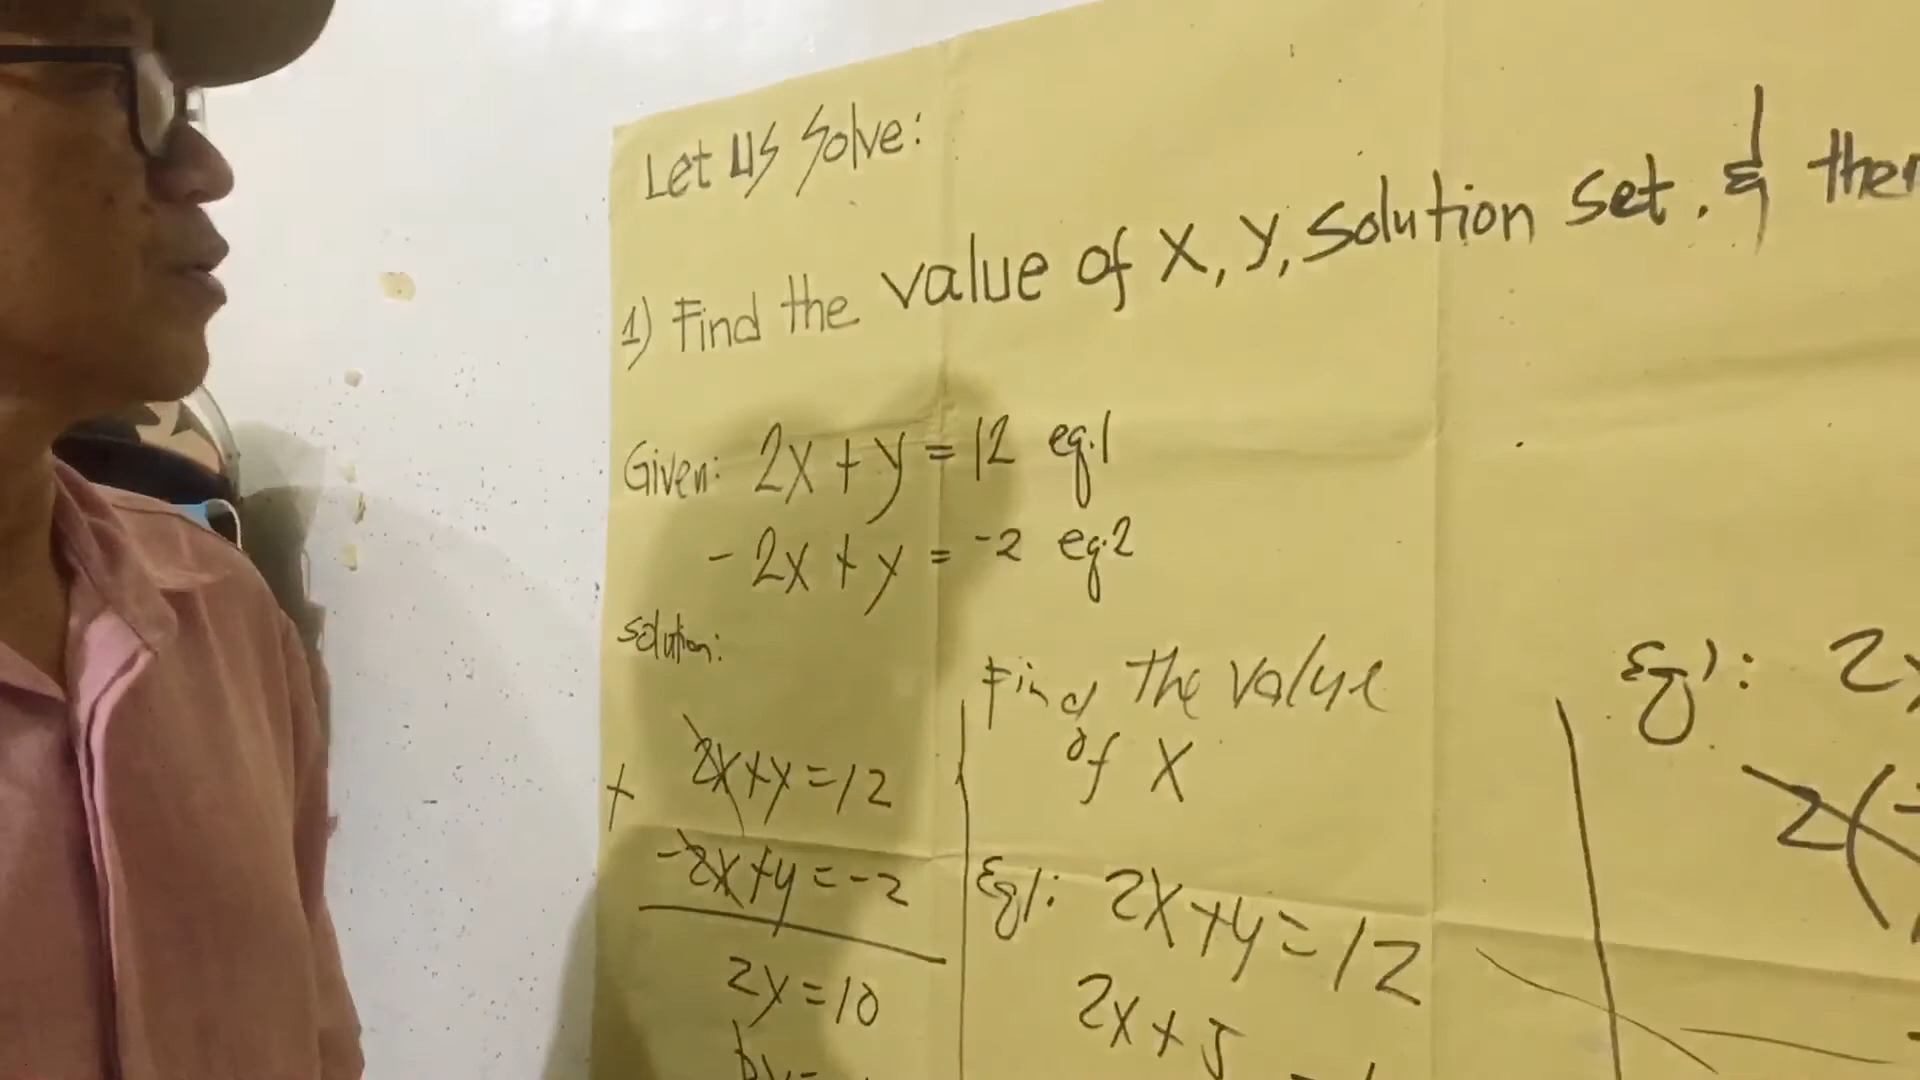 Let us Solve:
1) Find the value of x, y, solution set, &
Given: 2x + y = 12 eq.1
- 2x + y = -2 eq.2
Solution:
+ 2x+y=12
-2x+y=-2
2y=10
Find the value
of X
Eq1: 2x+y=12
2x+5
Eq1: 2
2(